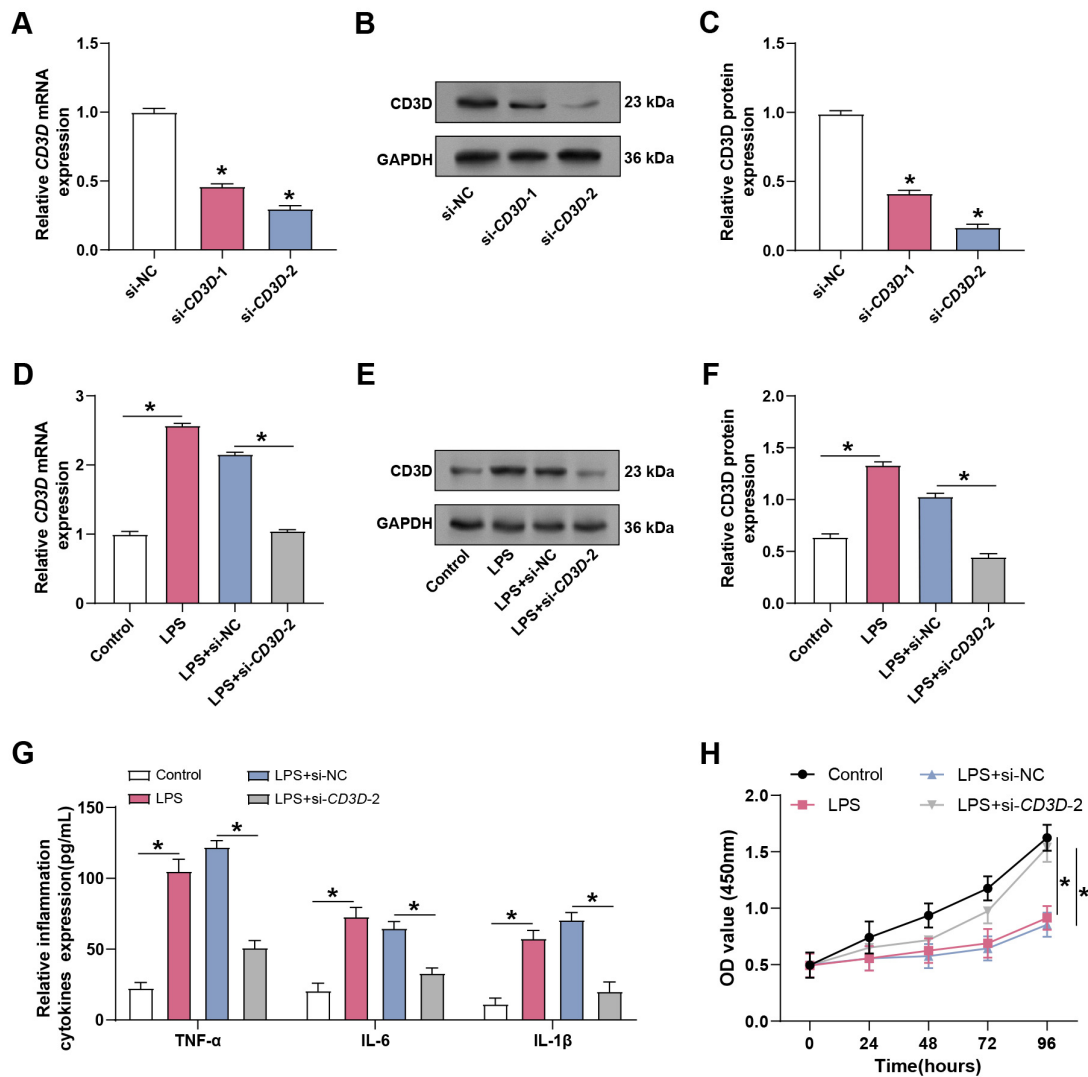 A
Relative CD3D mRNA
expression
1.5
1.0
0.5
0.0
*
*
si-NC
si-CD3D-1
si-CD3D-2
B
CD3D
23 kDa
GAPDH
36 kDa
si-NC
si-CD3D-1
si-CD3D-2
C
Relative CD3D protein
expression
1.5
1.0
0.5
0.0
*
*
si-NC
si-CD3D-1
si-CD3D-2
D
Relative CD3D mRNA
expression
3
2
1
0
*
*
Control
LPS
LPS+si-NC
LPS+si-CD3D-2
E
CD3D
23 kDa
GAPDH
36 kDa
Control
LPS
LPS+si-NC
LPS+si-CD3D-2
F
Relative CD3D protein
expression
2.0
1.5
1.0
0.5
0.0
*
*
Control
LPS
LPS+si-NC
LPS+si-CD3D-2
G
Control
LPS+si-NC
LPS
LPS+si-CD3D-2
Relative inflammation
cytokines expression(pg/mL)
150
100
50
0
*
*
*
*
*
*
TNF-α
IL-6
IL-1β
H
Control
LPS+si-NC
LPS
LPS+si-CD3D-2
OD value (450nm)
2.0
1.5
1.0
0.5
0.0
*
*
0
24
48
72
96
Time(hours)